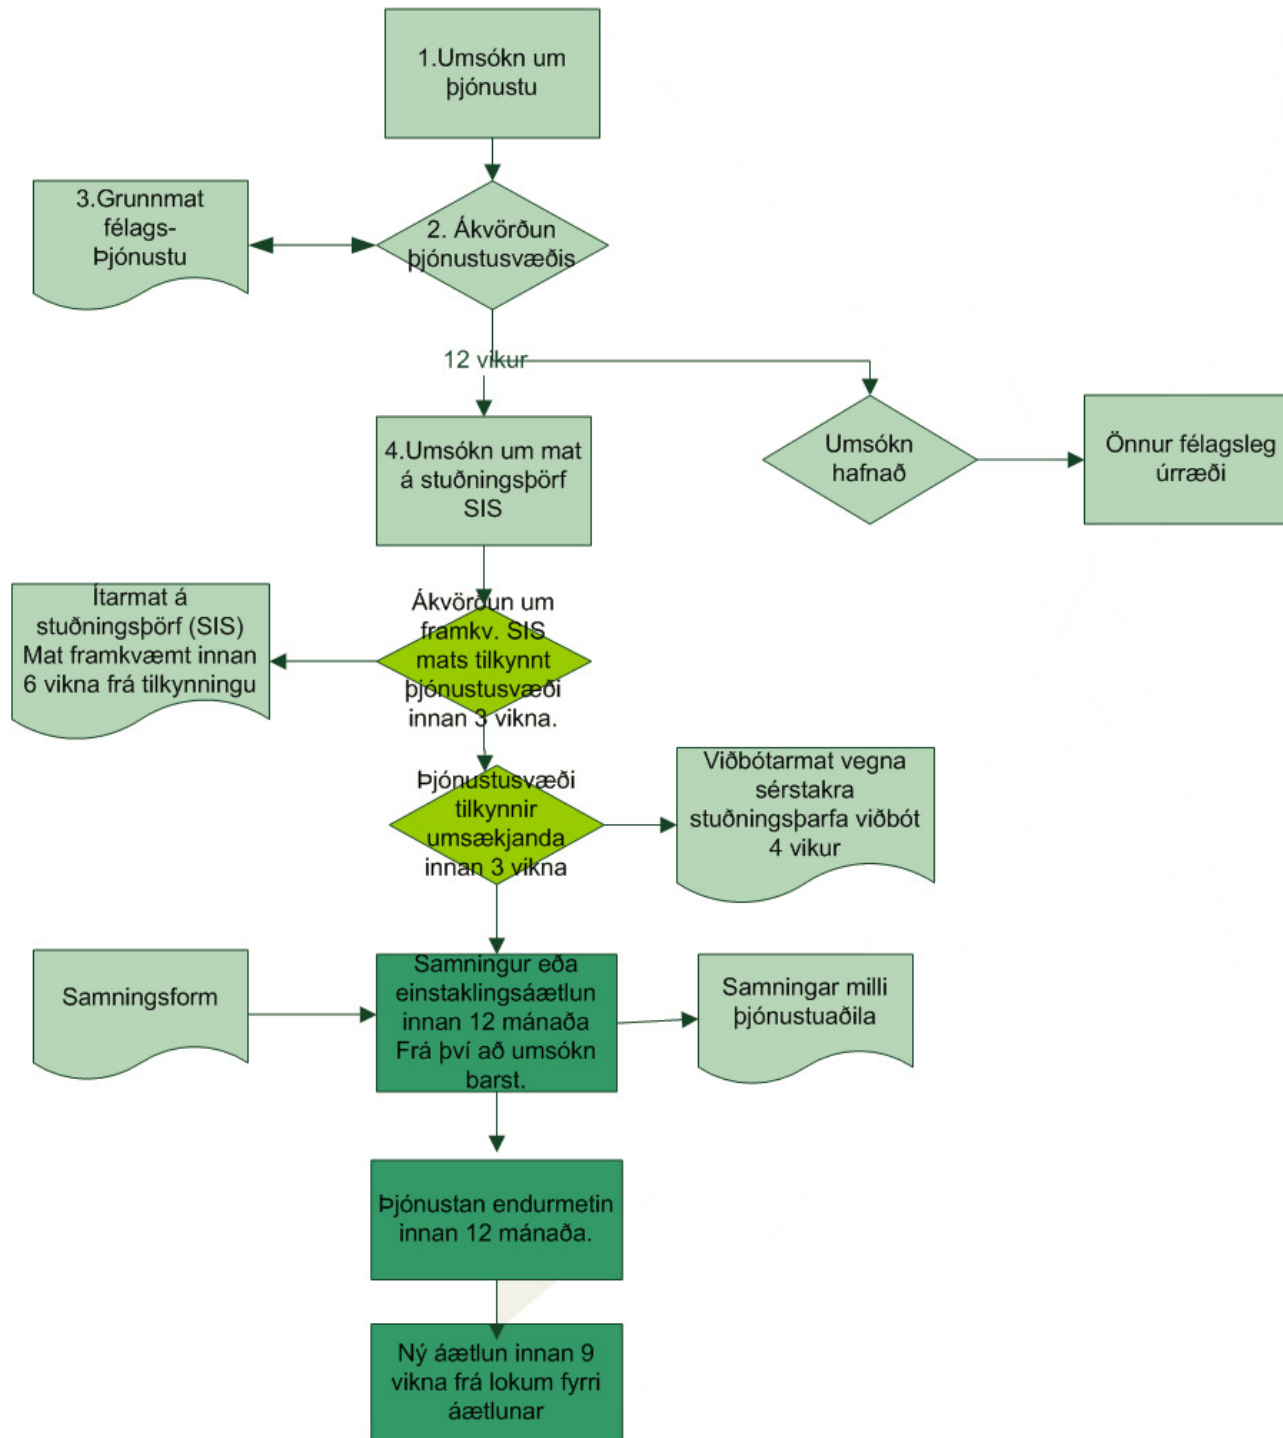 1.Umsókn um
þjónustu
3.Grunnmat
félags-
Þjónustu
2. Ákvörðun
þjónustusvæðis
12 vikur
4.Umsókn um mat
á stuðningsþörf
SIS
Umsókn
hafnað
Önnur félagsleg
úrræði
Ítarmat á
stuðningsþörf (SIS)
Mat framkvæmt innan
6 vikna frá tilkynningu
Ákvörðun um
framkv. SIS
mats tilkynnt
þjónustusvæði
innan 3 vikna.
Þjónustusvæði
tilkynnir
umsækjanda
innan 3 vikna
Viðbótarmat vegna
sérstakra
stuðningsþarfa viðbót
4 vikur
Samningsform
Samningur eða
einstaklingsáætlun
innan 12 mánaða
Frá því að umsókn
barst.
Samningar milli
þjónustuaðila
Þjónustan endurmetin
innan 12 mánaða.
Ný áætlun innan 9
vikna frá lokum fyrri
áætlunar